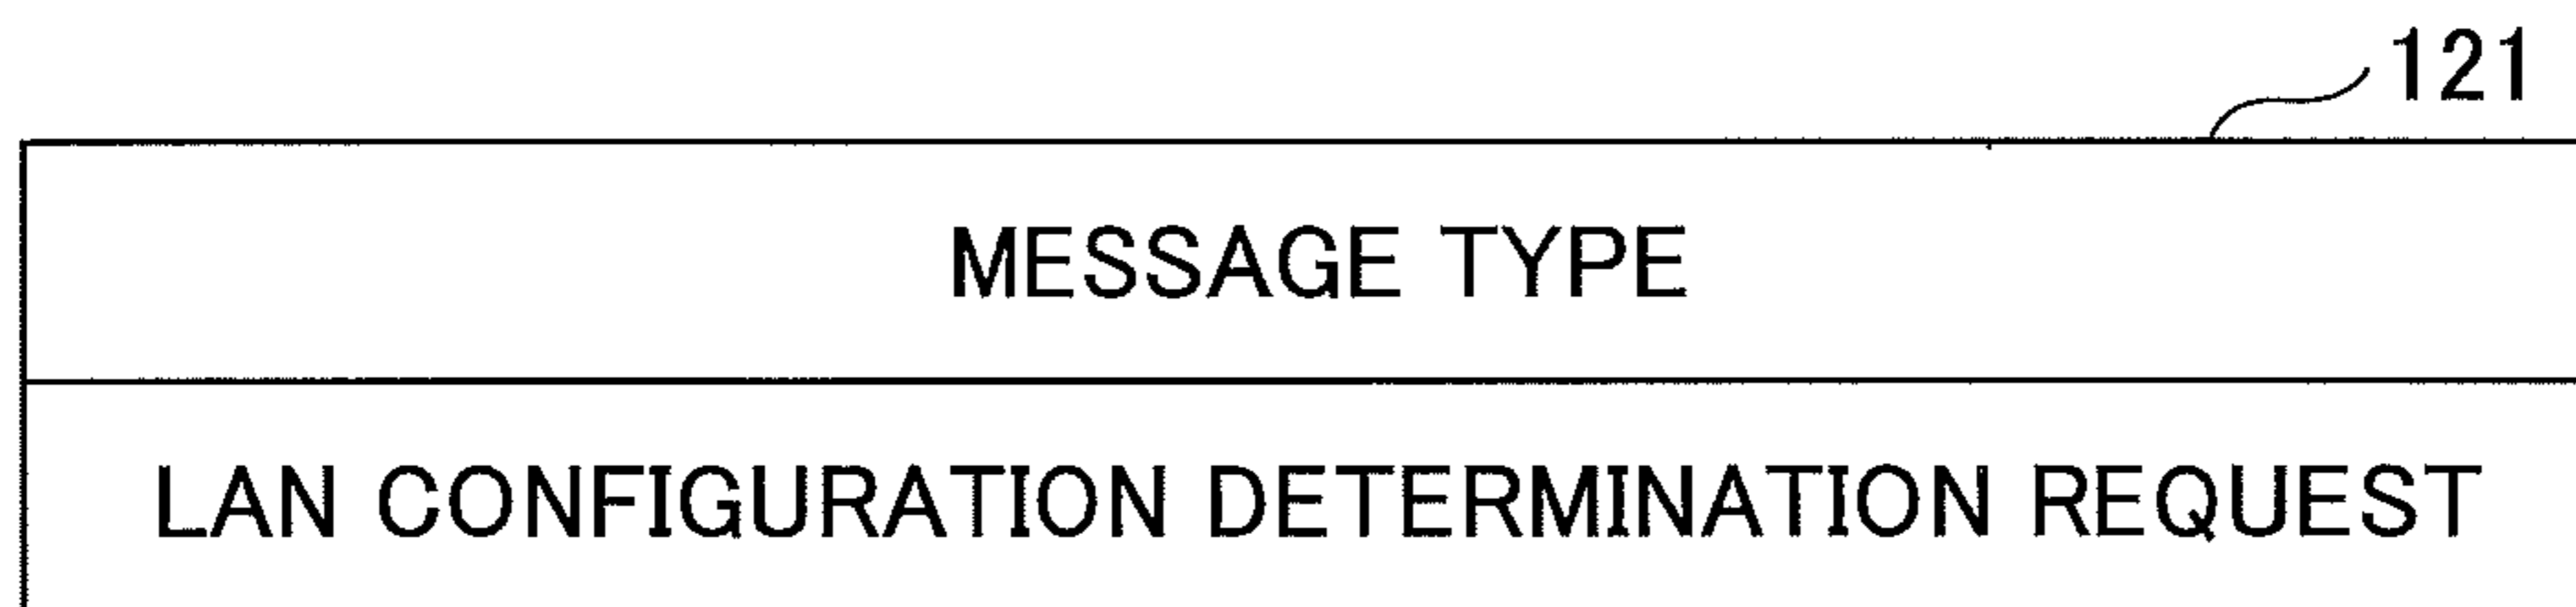 121
MESSAGE TYPE
LAN CONFIGURATION DETERMINATION REQUEST